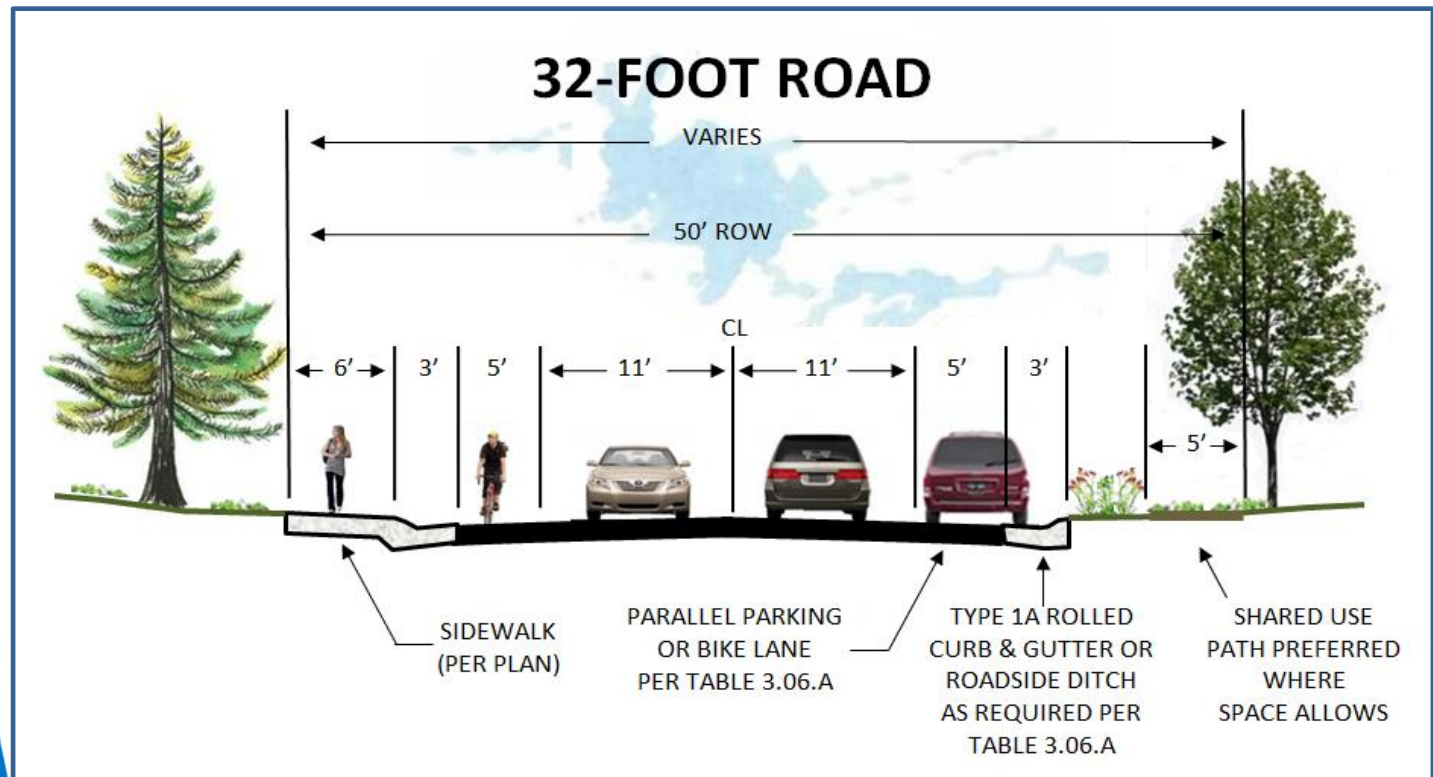 32-FOOT ROAD
VARIES
50’ ROW
CL
6’ 3’ 5’ 11’ 11’ 5’ 3’
5’
SIDEWALK
(PER PLAN)
PARALLEL PARKING
OR BIKE LANE
PER TABLE 3.06.A
TYPE 1A ROLLED
CURB & GUTTER OR
ROADSIDE DITCH
AS REQUIRED PER
TABLE 3.06.A
SHARED USE
PATH PREFERRED
WHERE
SPACE ALLOWS